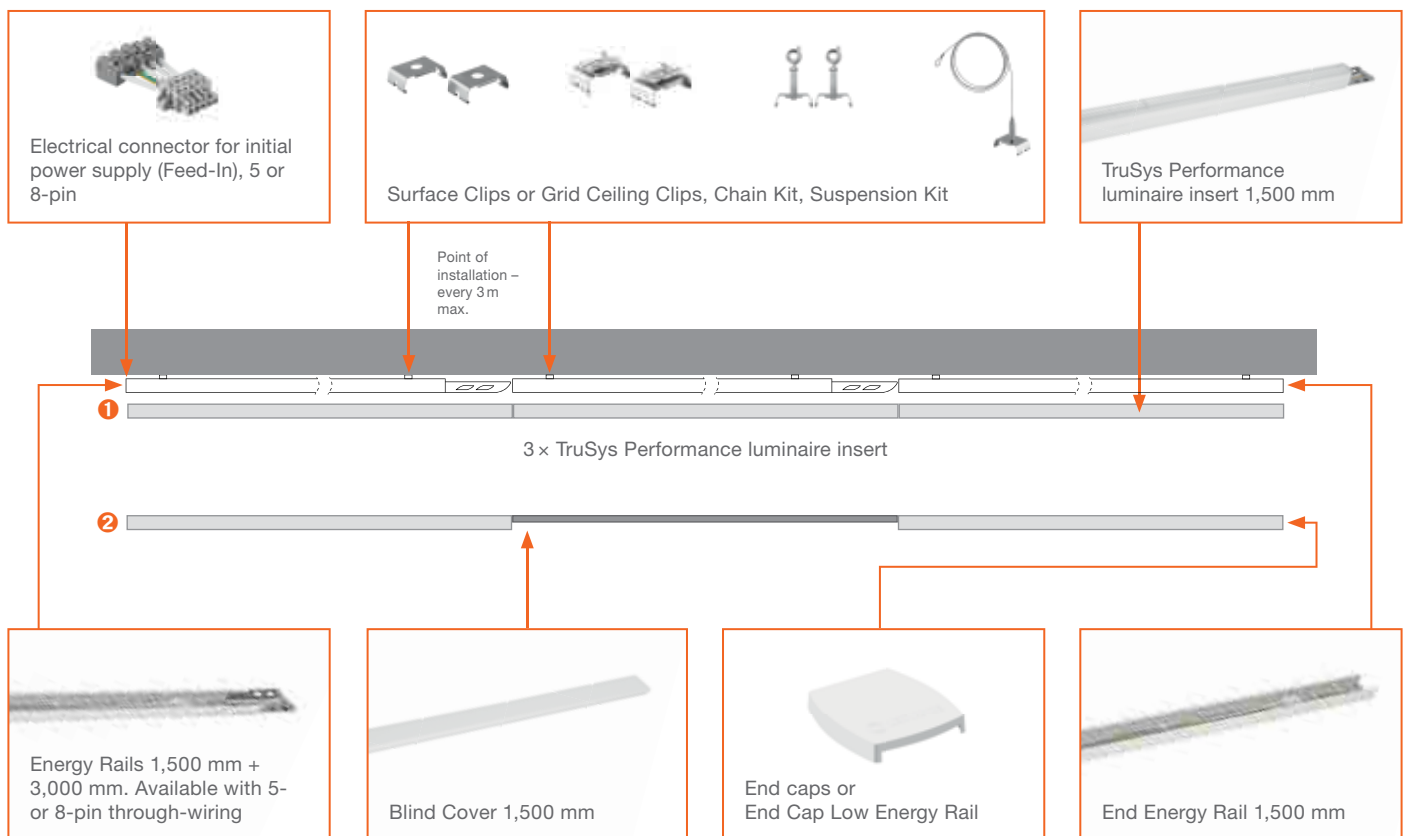 Electrical connector for initial
power supply (Feed-In), 5 or
8-pin
Surface Clips or Grid Ceiling Clips, Chain Kit, Suspension Kit
TruSys Performance
luminaire insert 1,500 mm
Point of
installation –
every 3 m
max.
1
3 × TruSys Performance luminaire insert
2
Energy Rails 1,500 mm +
3,000 mm. Available with 5-
or 8-pin through-wiring
Blind Cover 1,500 mm
End caps or
End Cap Low Energy Rail
End Energy Rail 1,500 mm